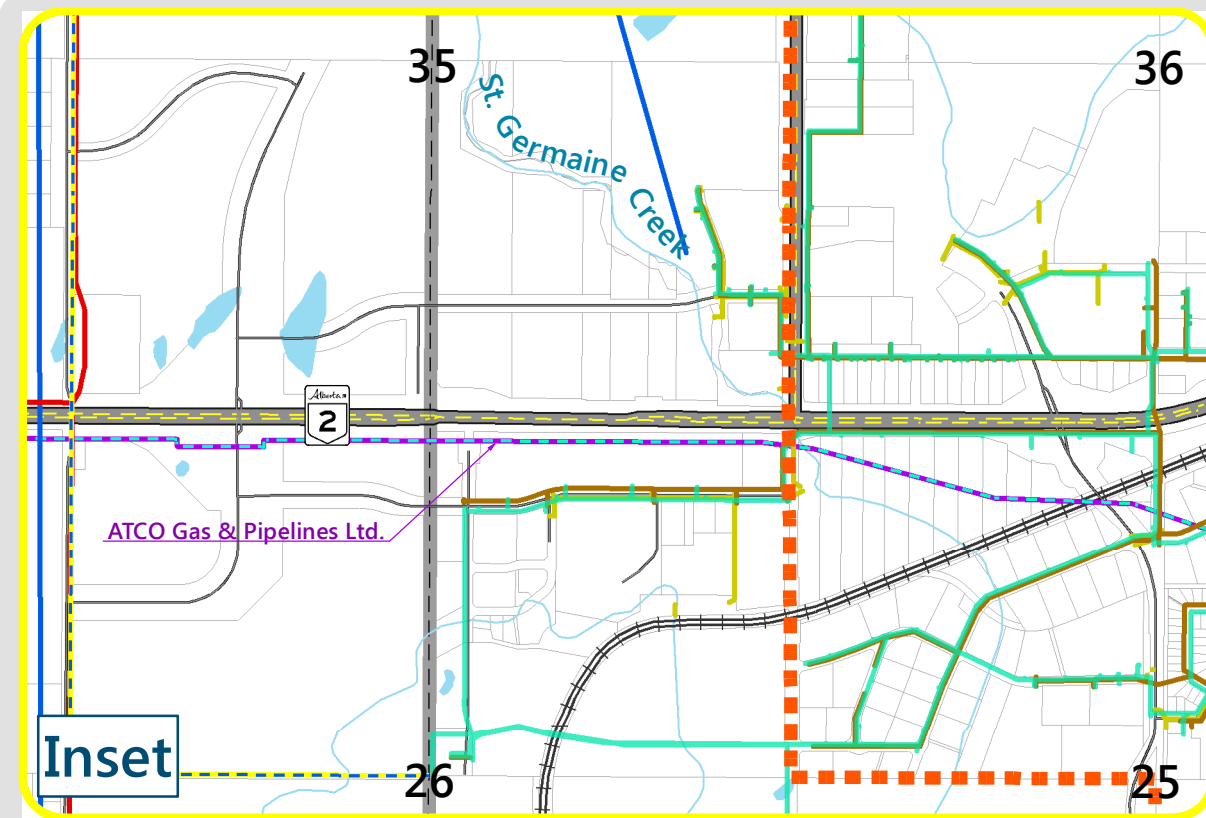 35
36
St. Germaine Creek
Alberta
2
ATCO Gas & Pipelines Ltd.
Inset
26
25